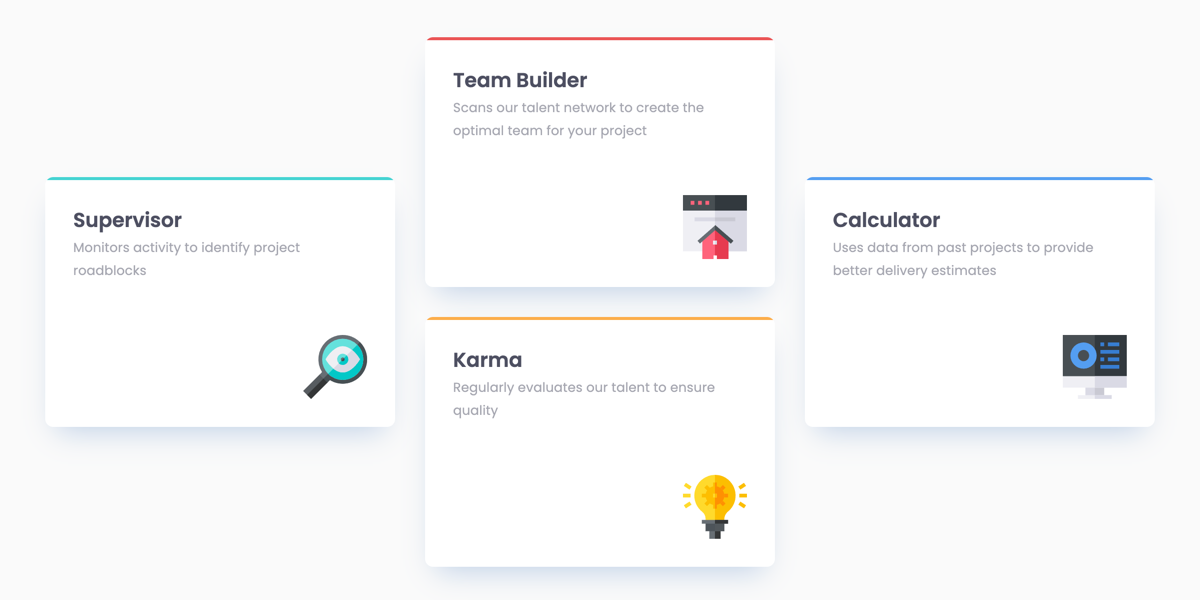 Team Builder
Scans our talent network to create the
optimal team for your project
Supervisor
Monitors activity to identify project
roadblocks
Calculator
Uses data from past projects to provide
better delivery estimates
Karma
Regularly evaluates our talent to ensure
quality